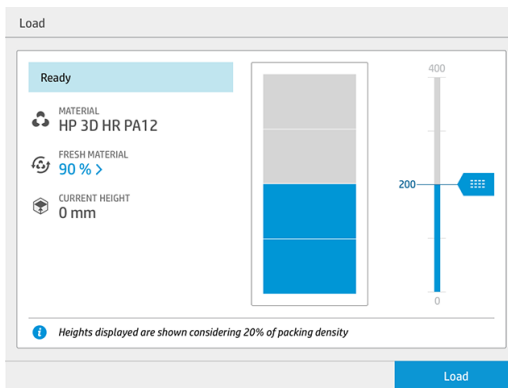 Load
Ready
MATERIAL
HP 3D HR PA12
FRESH MATERIAL
90 % >
CURRENT HEIGHT
0 mm
400
200
0
Heights displayed are shown considering 20% of packing density
Load